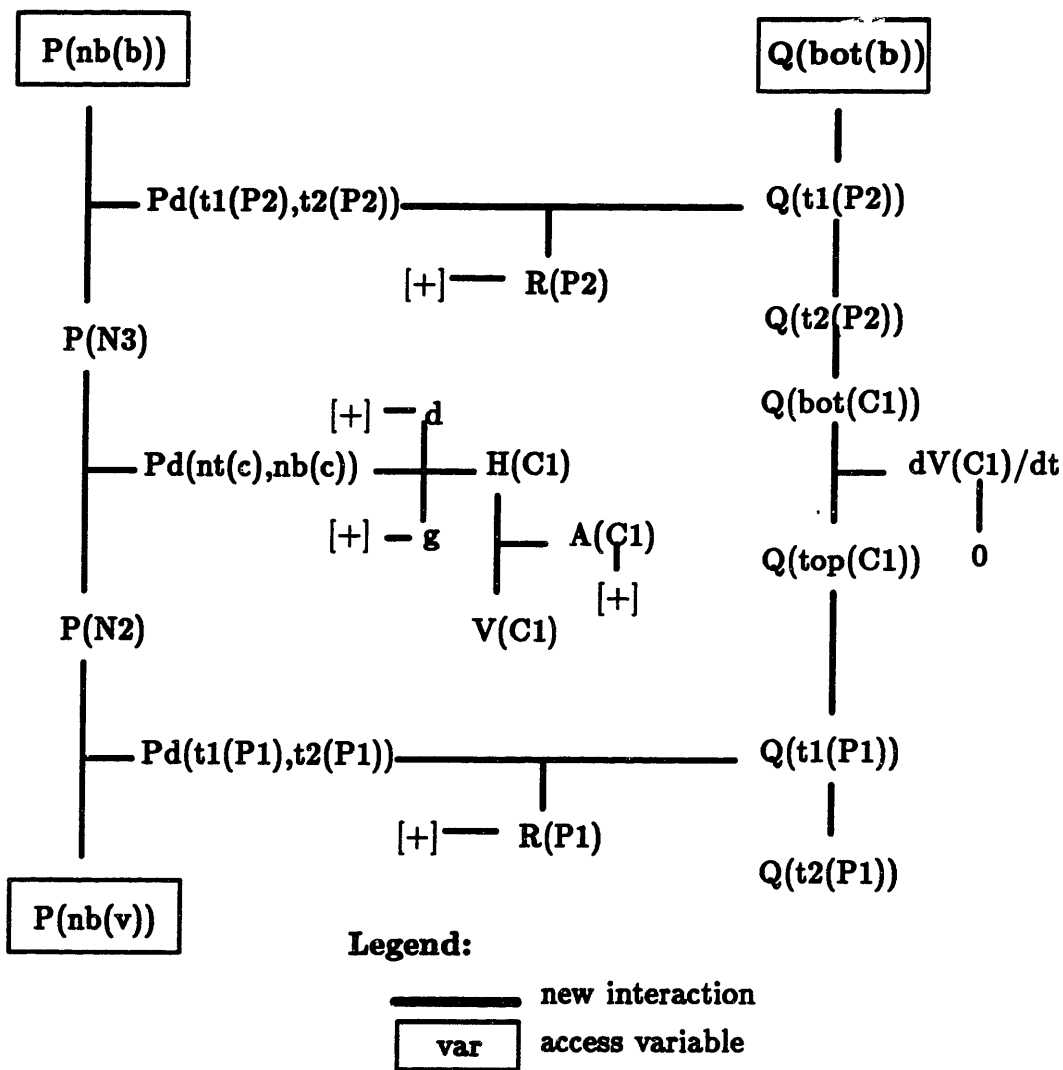 P(nb(b)) Q(bot(b))
Pd(t1(P2),t2(P2)) Q(t1(P2))
[+] R(P2)
Q(t2(P2))
P(N3)
[+] d Q(bot(C1))
Pd(nt(c),nb(c)) H(C1) dV(C1)/dt
[+] g A(C1)
Q(top(C1)) 0
[+]
P(N2) V(C1)
Pd(t1(P1),t2(P1)) Q(t1(P1))
[+] R(P1)
Q(t2(P1))
P(nb(v))
Legend:
new interaction
var access variable